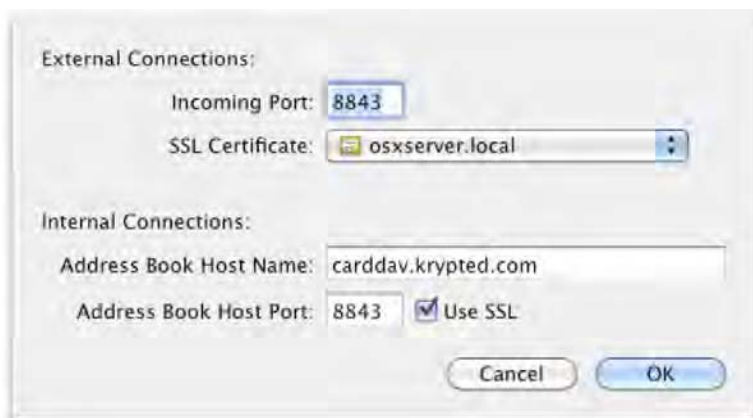 External Connections:
Incoming Port: 8843
SSL Certificate: osxserver.local
Internal Connections:
Address Book Host Name: carddav.krypted.com
Address Book Host Port: 8843 Use SSL
Cancel OK